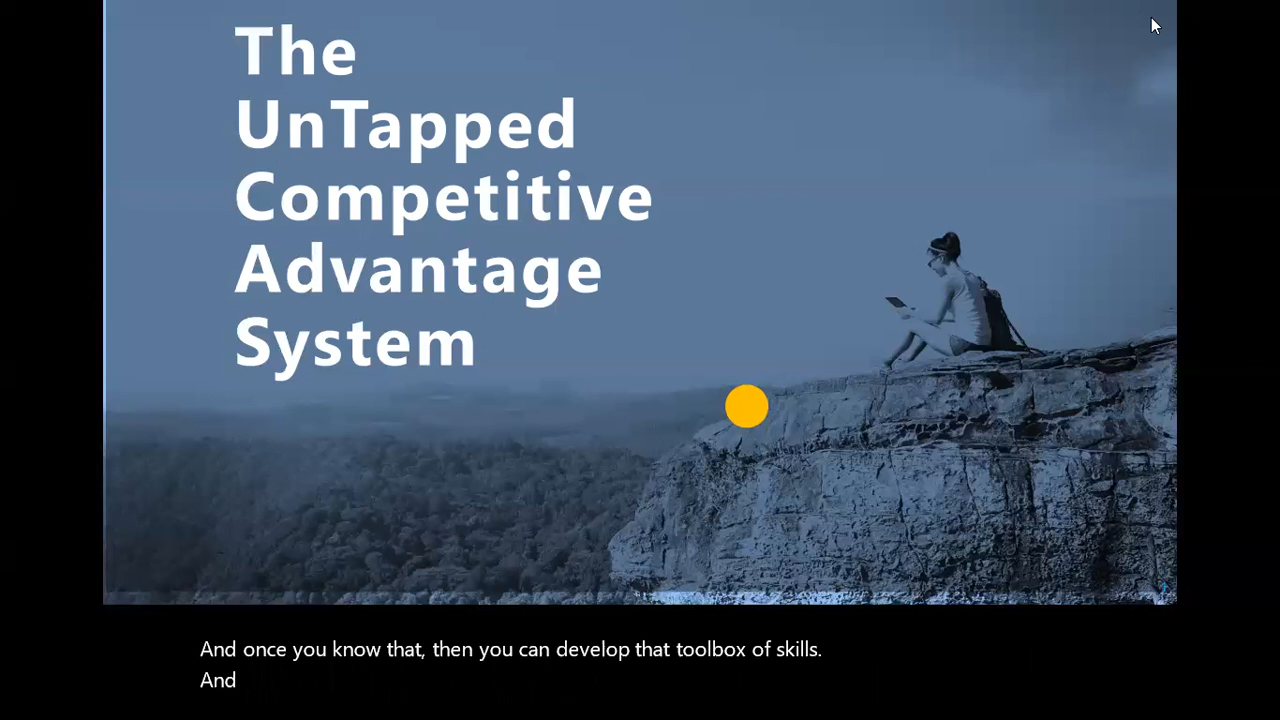 The
UnTapped
Competitive
Advantage
System
And once you know that, then you can develop that toolbox of skills.
And